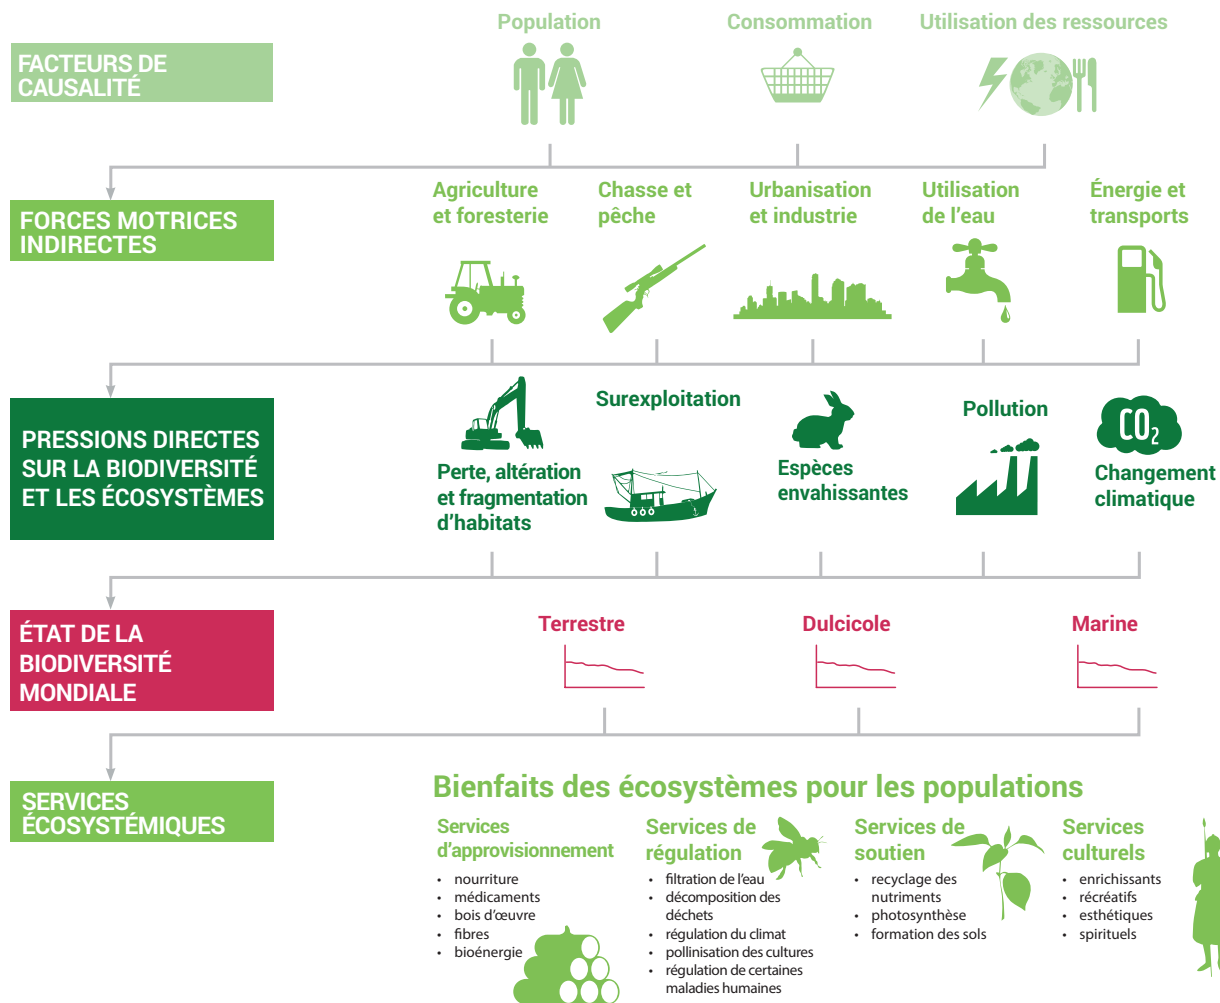 FACTEURS DE
CAUSALITÉ
Population
Consommation
Utilisation des ressources
FORCES MOTRICES
INDIRECTES
Agriculture
et foresterie
Chasse et
pêche
Urbanisation
et industrie
Utilisation
de l'eau
Énergie et
transports
PRESSIONS DIRECTES
SUR LA BIODIVERSITÉ
ET LES ÉCOSYSTÈMES
Perte, altération
et fragmentation
d'habitats
Surexploitation
Espèces
envahissantes
Pollution
CO2
Changement
climatique
ÉTAT DE LA
BIODIVERSITÉ
MONDIALE
Terrestre
Dulcicole
Marine
SERVICES
ÉCOSYSTÉMIQUES
Bienfaits des écosystèmes pour les populations
Services
d'approvisionnement
• nourriture
• médicaments
• bois d'œuvre
• fibres
• bioénergie
Services de
régulation
• filtration de l'eau
• décomposition des
déchets
• régulation du climat
• pollinisation des cultures
• régulation de certaines
maladies humaines
Services de
soutien
• recyclage des
nutriments
• photosynthèse
• formation des sols
Services
culturels
• enrichissants
• récréatifs
• esthétiques
• spirituels